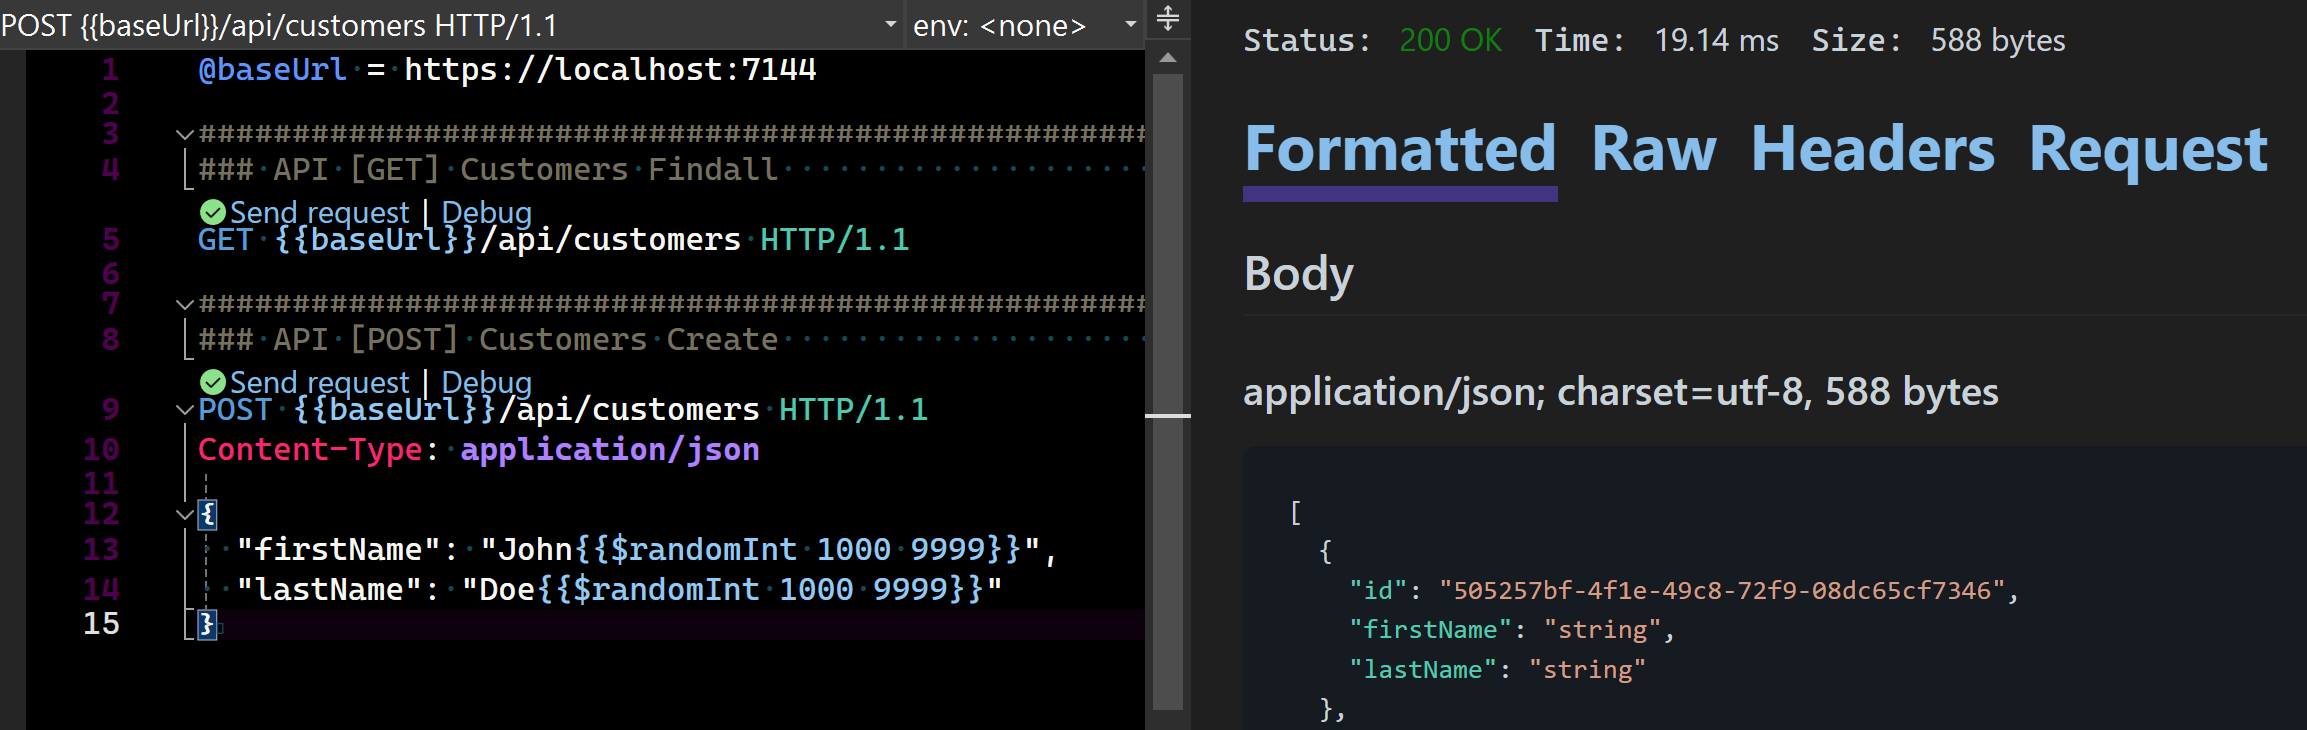 POST {{baseUrl}}/api/customers HTTP/1.1
env: <none>
1 @baseUrl = https://localhost:7144
2
3 ###################################################
4 ### API [GET] Customers Findall
Send request | Debug
5 GET {{baseUrl}}/api/customers HTTP/1.1
6
7 ###################################################
8 ### API [POST] Customers Create
Send request | Debug
9 POST {{baseUrl}}/api/customers HTTP/1.1
10 Content-Type: application/json
11
12 {
13 "firstName": "John{{$randomInt 1000 9999}}",
14 "lastName": "Doe{{$randomInt 1000 9999}}"
15 }
Status: 200 OK Time: 19.14 ms Size: 588 bytes
Formatted Raw Headers Request
Body
application/json; charset=utf-8, 588 bytes
[
{
"id": "505257bf-4f1e-49c8-72f9-08dc65cf7346",
"firstName": "string",
"lastName": "string"
},